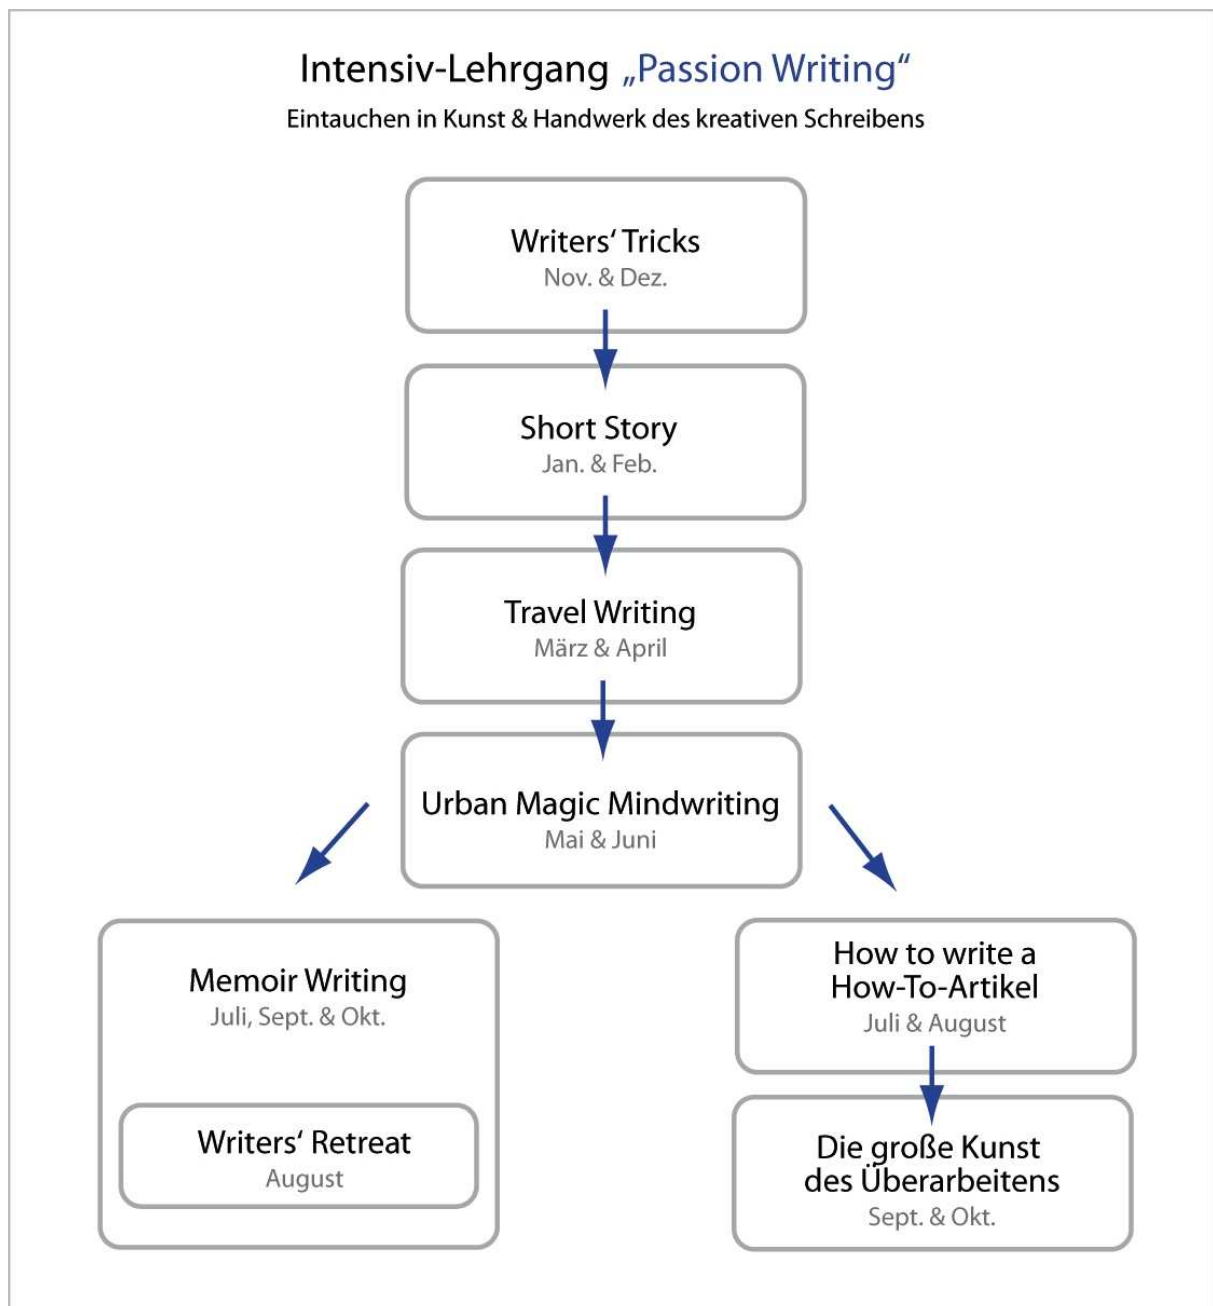 Intensiv-Lehrgang „Passion Writing“
Eintauchen in Kunst & Handwerk des kreativen Schreibens
Writers‘ Tricks
Nov. & Dez.
Short Story
Jan. & Feb.
Travel Writing
März & April
Urban Magic Mindwriting
Mai & Juni
Memoir Writing
Juli, Sept. & Okt.
Writers‘ Retreat
August
How to write a
How-To-Artikel
Juli & August
Die große Kunst
des Überarbeitens
Sept. & Okt.